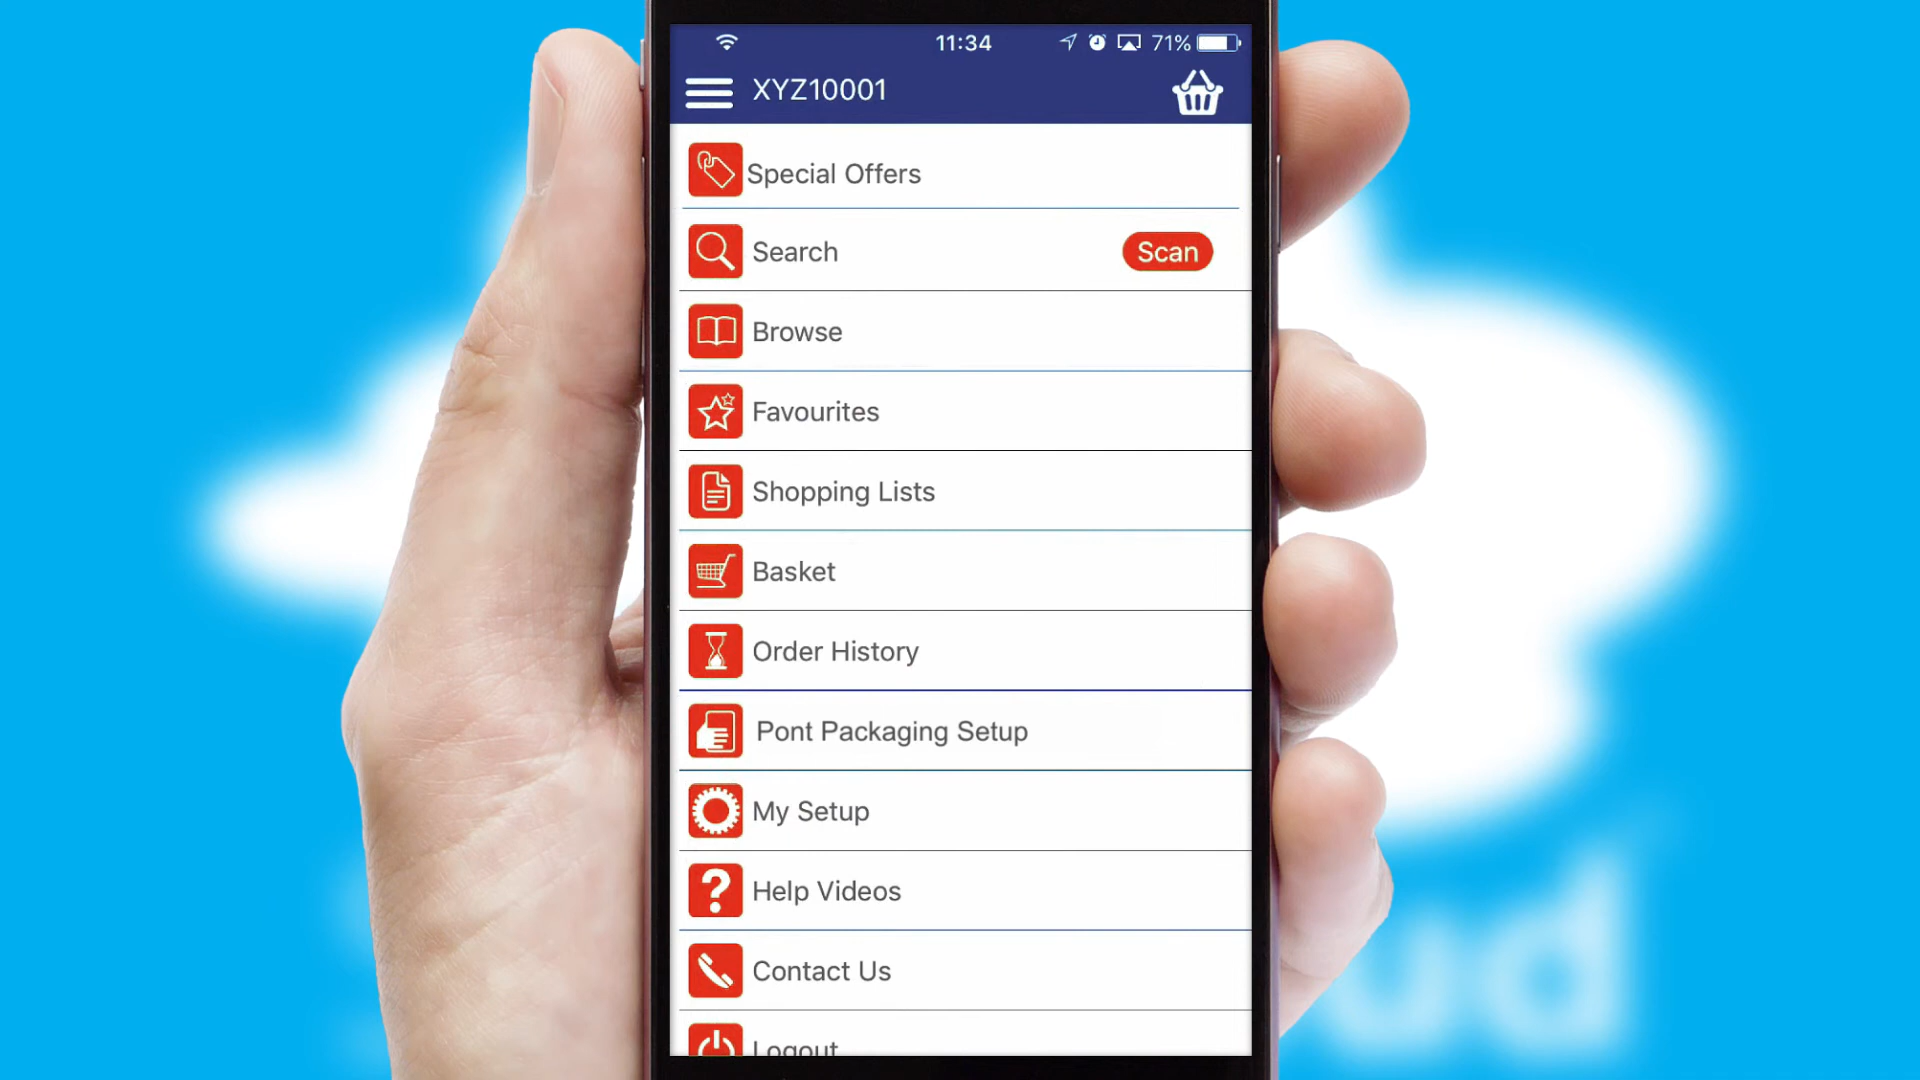 11:34
71%
XYZ10001
Special Offers
Search
Scan
Browse
Favourites
Shopping Lists
Basket
Order History
Pont Packaging Setup
My Setup
Help Videos
Contact Us
Logout